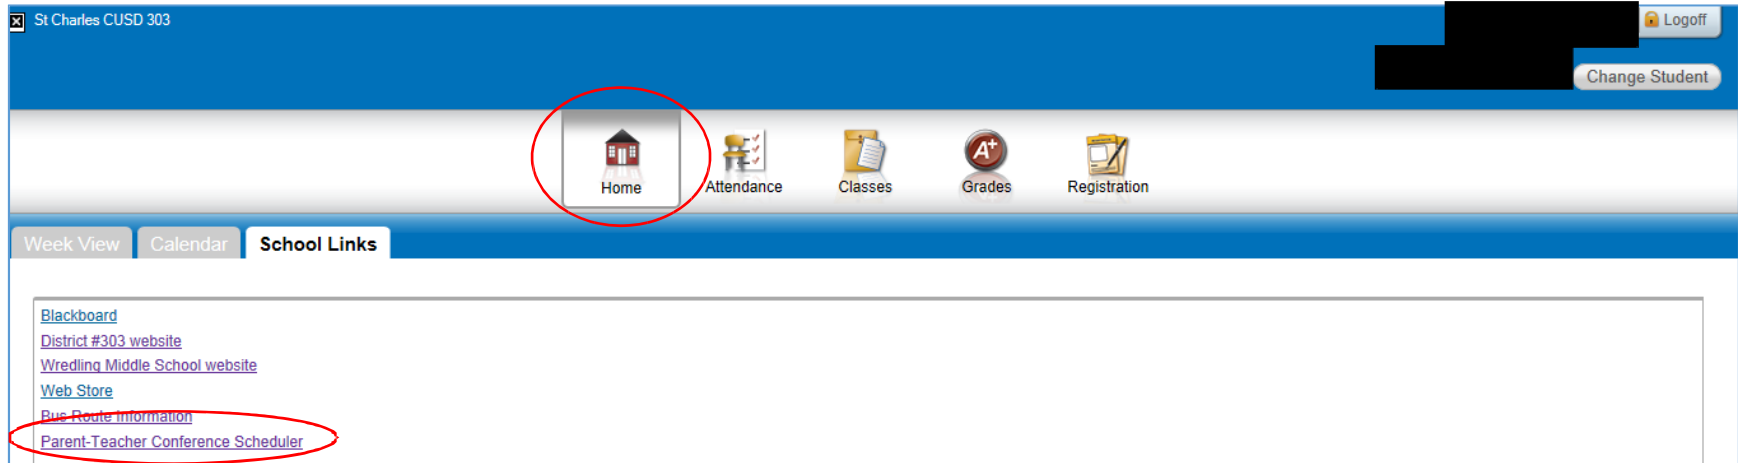 St Charles CUSD 303
Logoff
Change Student
Home Attendance Classes A+ Grades Registration
Week View Calendar School Links
Blackboard
District #303 website
Wredling Middle School website
Web Store
Bus Route Information
Parent-Teacher Conference Scheduler